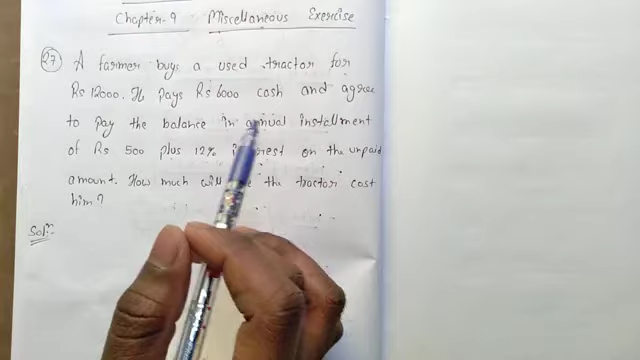 Chapter-9 Miscellaneous Exercise
27) A farmer buys a used tractor for
Rs 12000. He pays Rs 6000 cash and agree
to pay the balance in annual installment
of Rs 500 plus 12% interest on the unpaid
amount. How much will the tractor cost
him?
Sol:-